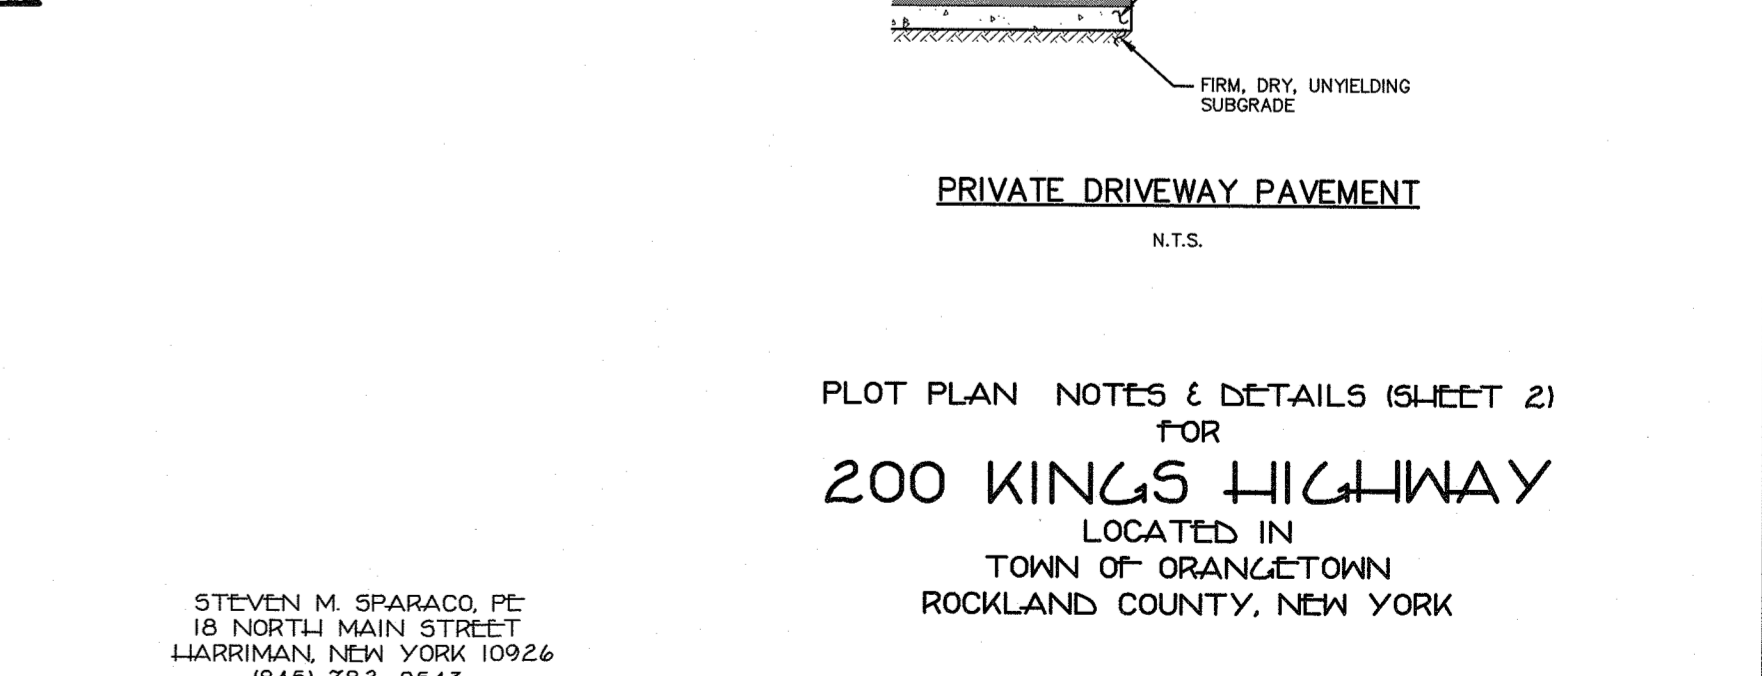 FIRM, DRY, UNYIELDING
SUBGRADE
PRIVATE DRIVEWAY PAVEMENT
N.T.S.
PLOT PLAN NOTES & DETAILS (SHEET 2)
FOR
200 KINGS HIGHWAY
LOCATED IN
TOWN OF ORANGETOWN
ROCKLAND COUNTY, NEW YORK
STEVEN M. SPARACO, PE
18 NORTH MAIN STREET
HARRIMAN, NEW YORK 10926